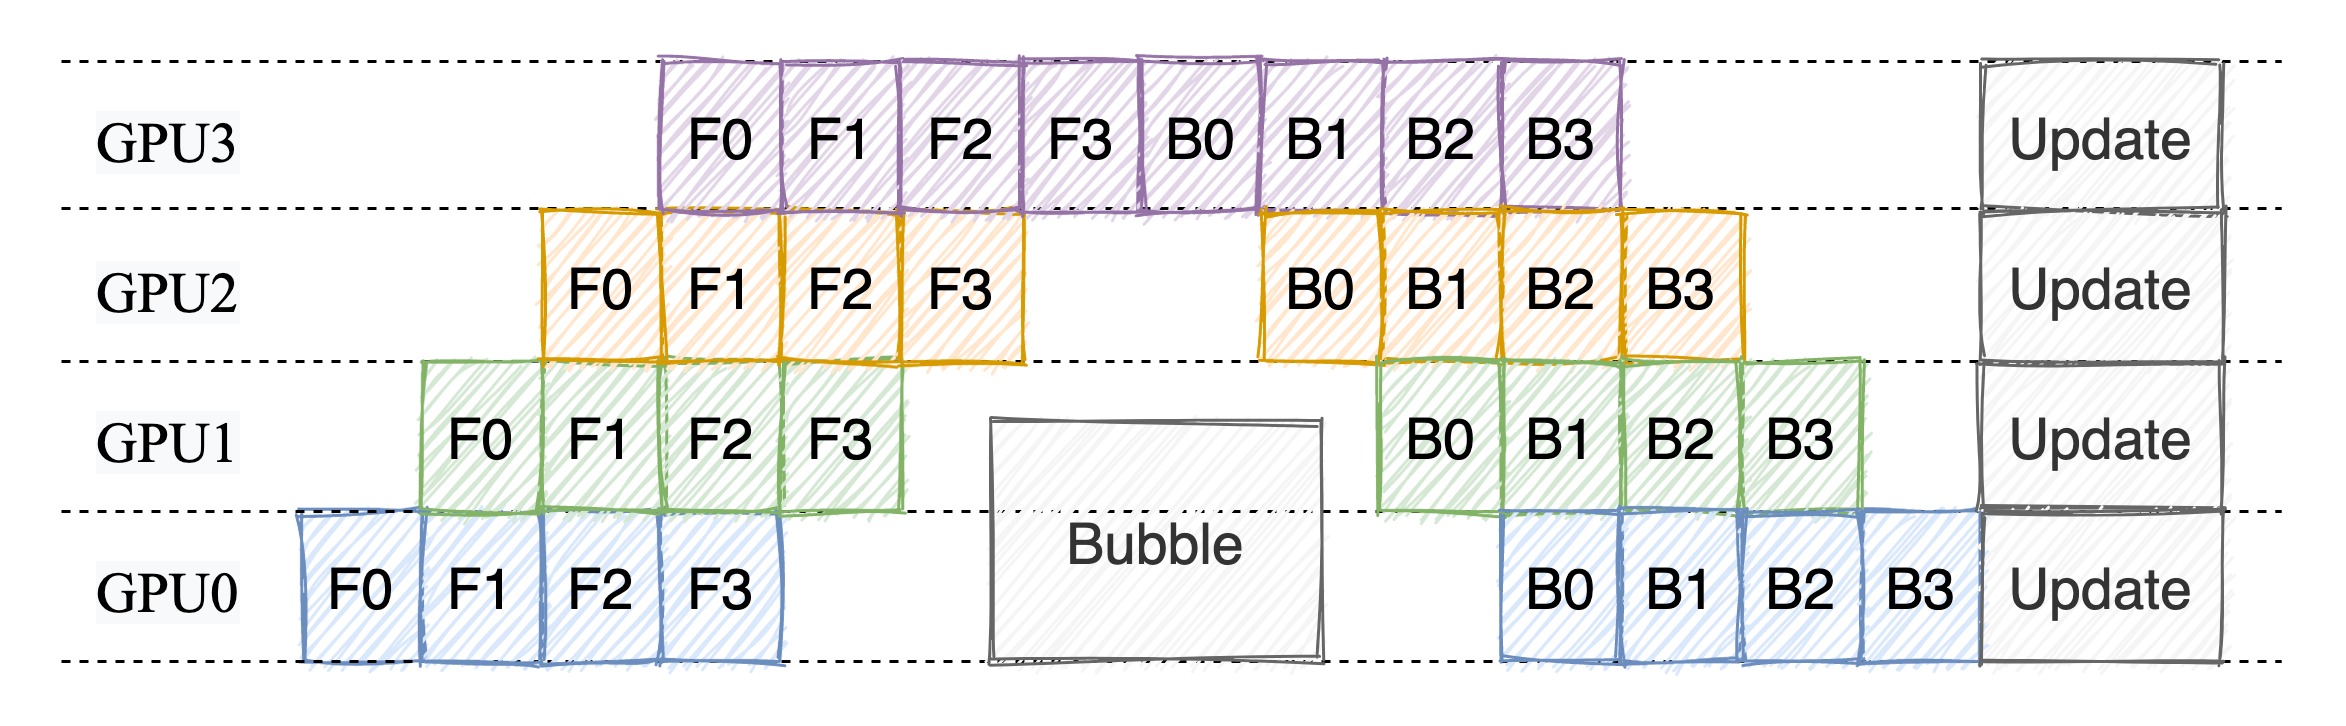 GPU3 F0 F1 F2 F3 B0 B1 B2 B3 Update
GPU2 F0 F1 F2 F3 B0 B1 B2 B3 Update
GPU1 F0 F1 F2 F3 B0 B1 B2 B3 Update
Bubble
GPU0 F0 F1 F2 F3 B0 B1 B2 B3 Update